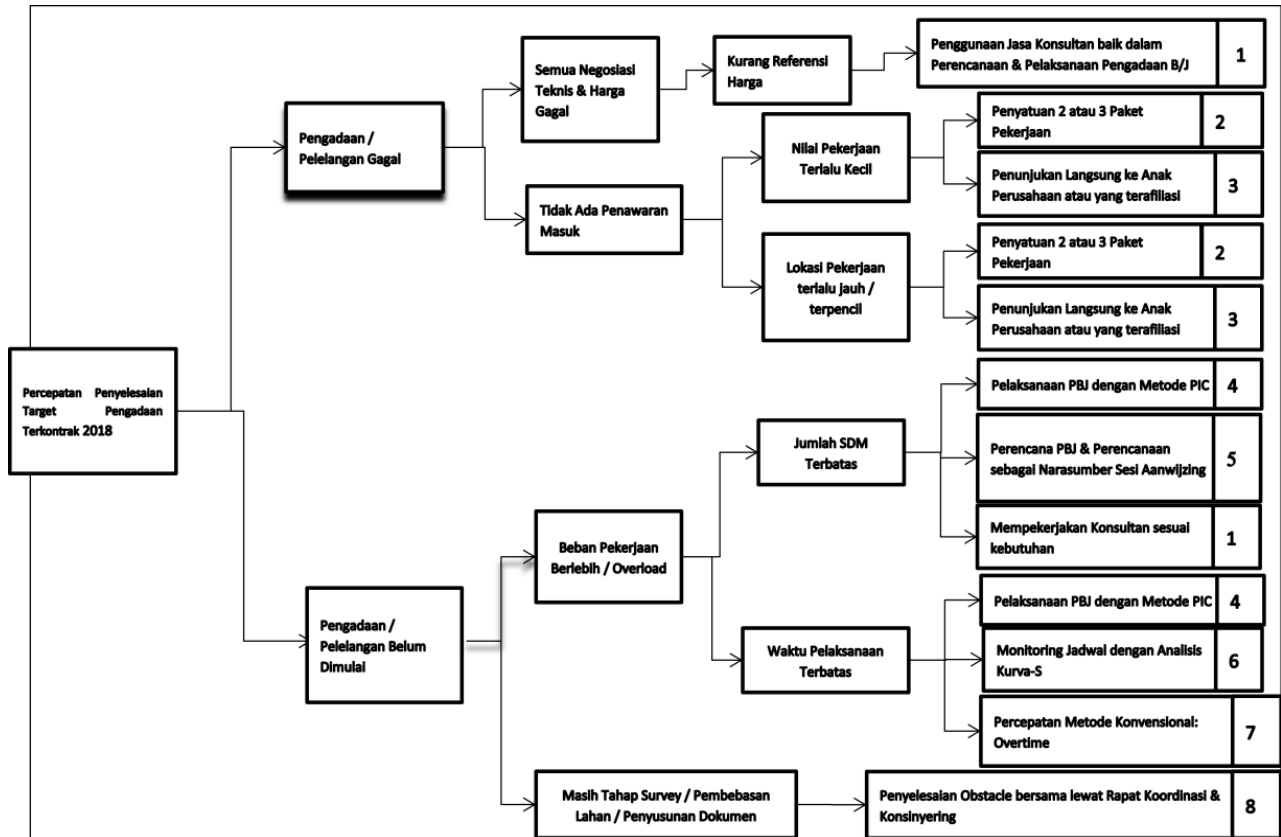 Percepatan Penyelesaian
Target Pengadaan
Terkontrak 2018
Pengadaan /
Pelelangan Gagal
Semua Negosiasi
Teknis & Harga
Gagal
Kurang Referensi
Harga
Penggunaan Jasa Konsultan baik dalam
Perencanaan & Pelaksanaan Pengadaan B/J
1
Tidak Ada Penawaran
Masuk
Nilai Pekerjaan
Terlalu Kecil
Penyatuan 2 atau 3 Paket
Pekerjaan
2
Penunjukan Langsung ke Anak
Perusahaan atau yang terafiliasi
3
Lokasi Pekerjaan
terlalu jauh /
terpencil
Penyatuan 2 atau 3 Paket
Pekerjaan
2
Penunjukan Langsung ke Anak
Perusahaan atau yang terafiliasi
3
Pengadaan /
Pelelangan Belum
Dimulai
Beban Pekerjaan
Berlebih / Overload
Jumlah SDM
Terbatas
Pelaksanaan PBJ dengan Metode PIC
4
Perencana PBJ & Perencanaan
sebagai Narasumber Sesi Aanwijzing
5
Mempekerjakan Konsultan sesuai
kebutuhan
1
Waktu Pelaksanaan
Terbatas
Pelaksanaan PBJ dengan Metode PIC
4
Monitoring Jadwal dengan Analisis
Kurva-S
6
Percepatan Metode Konvensional:
Overtime
7
Masih Tahap Survey / Pembebasan
Lahan / Penyusunan Dokumen
Penyelesaian Obstacle bersama lewat Rapat Koordinasi &
Konsinyering
8